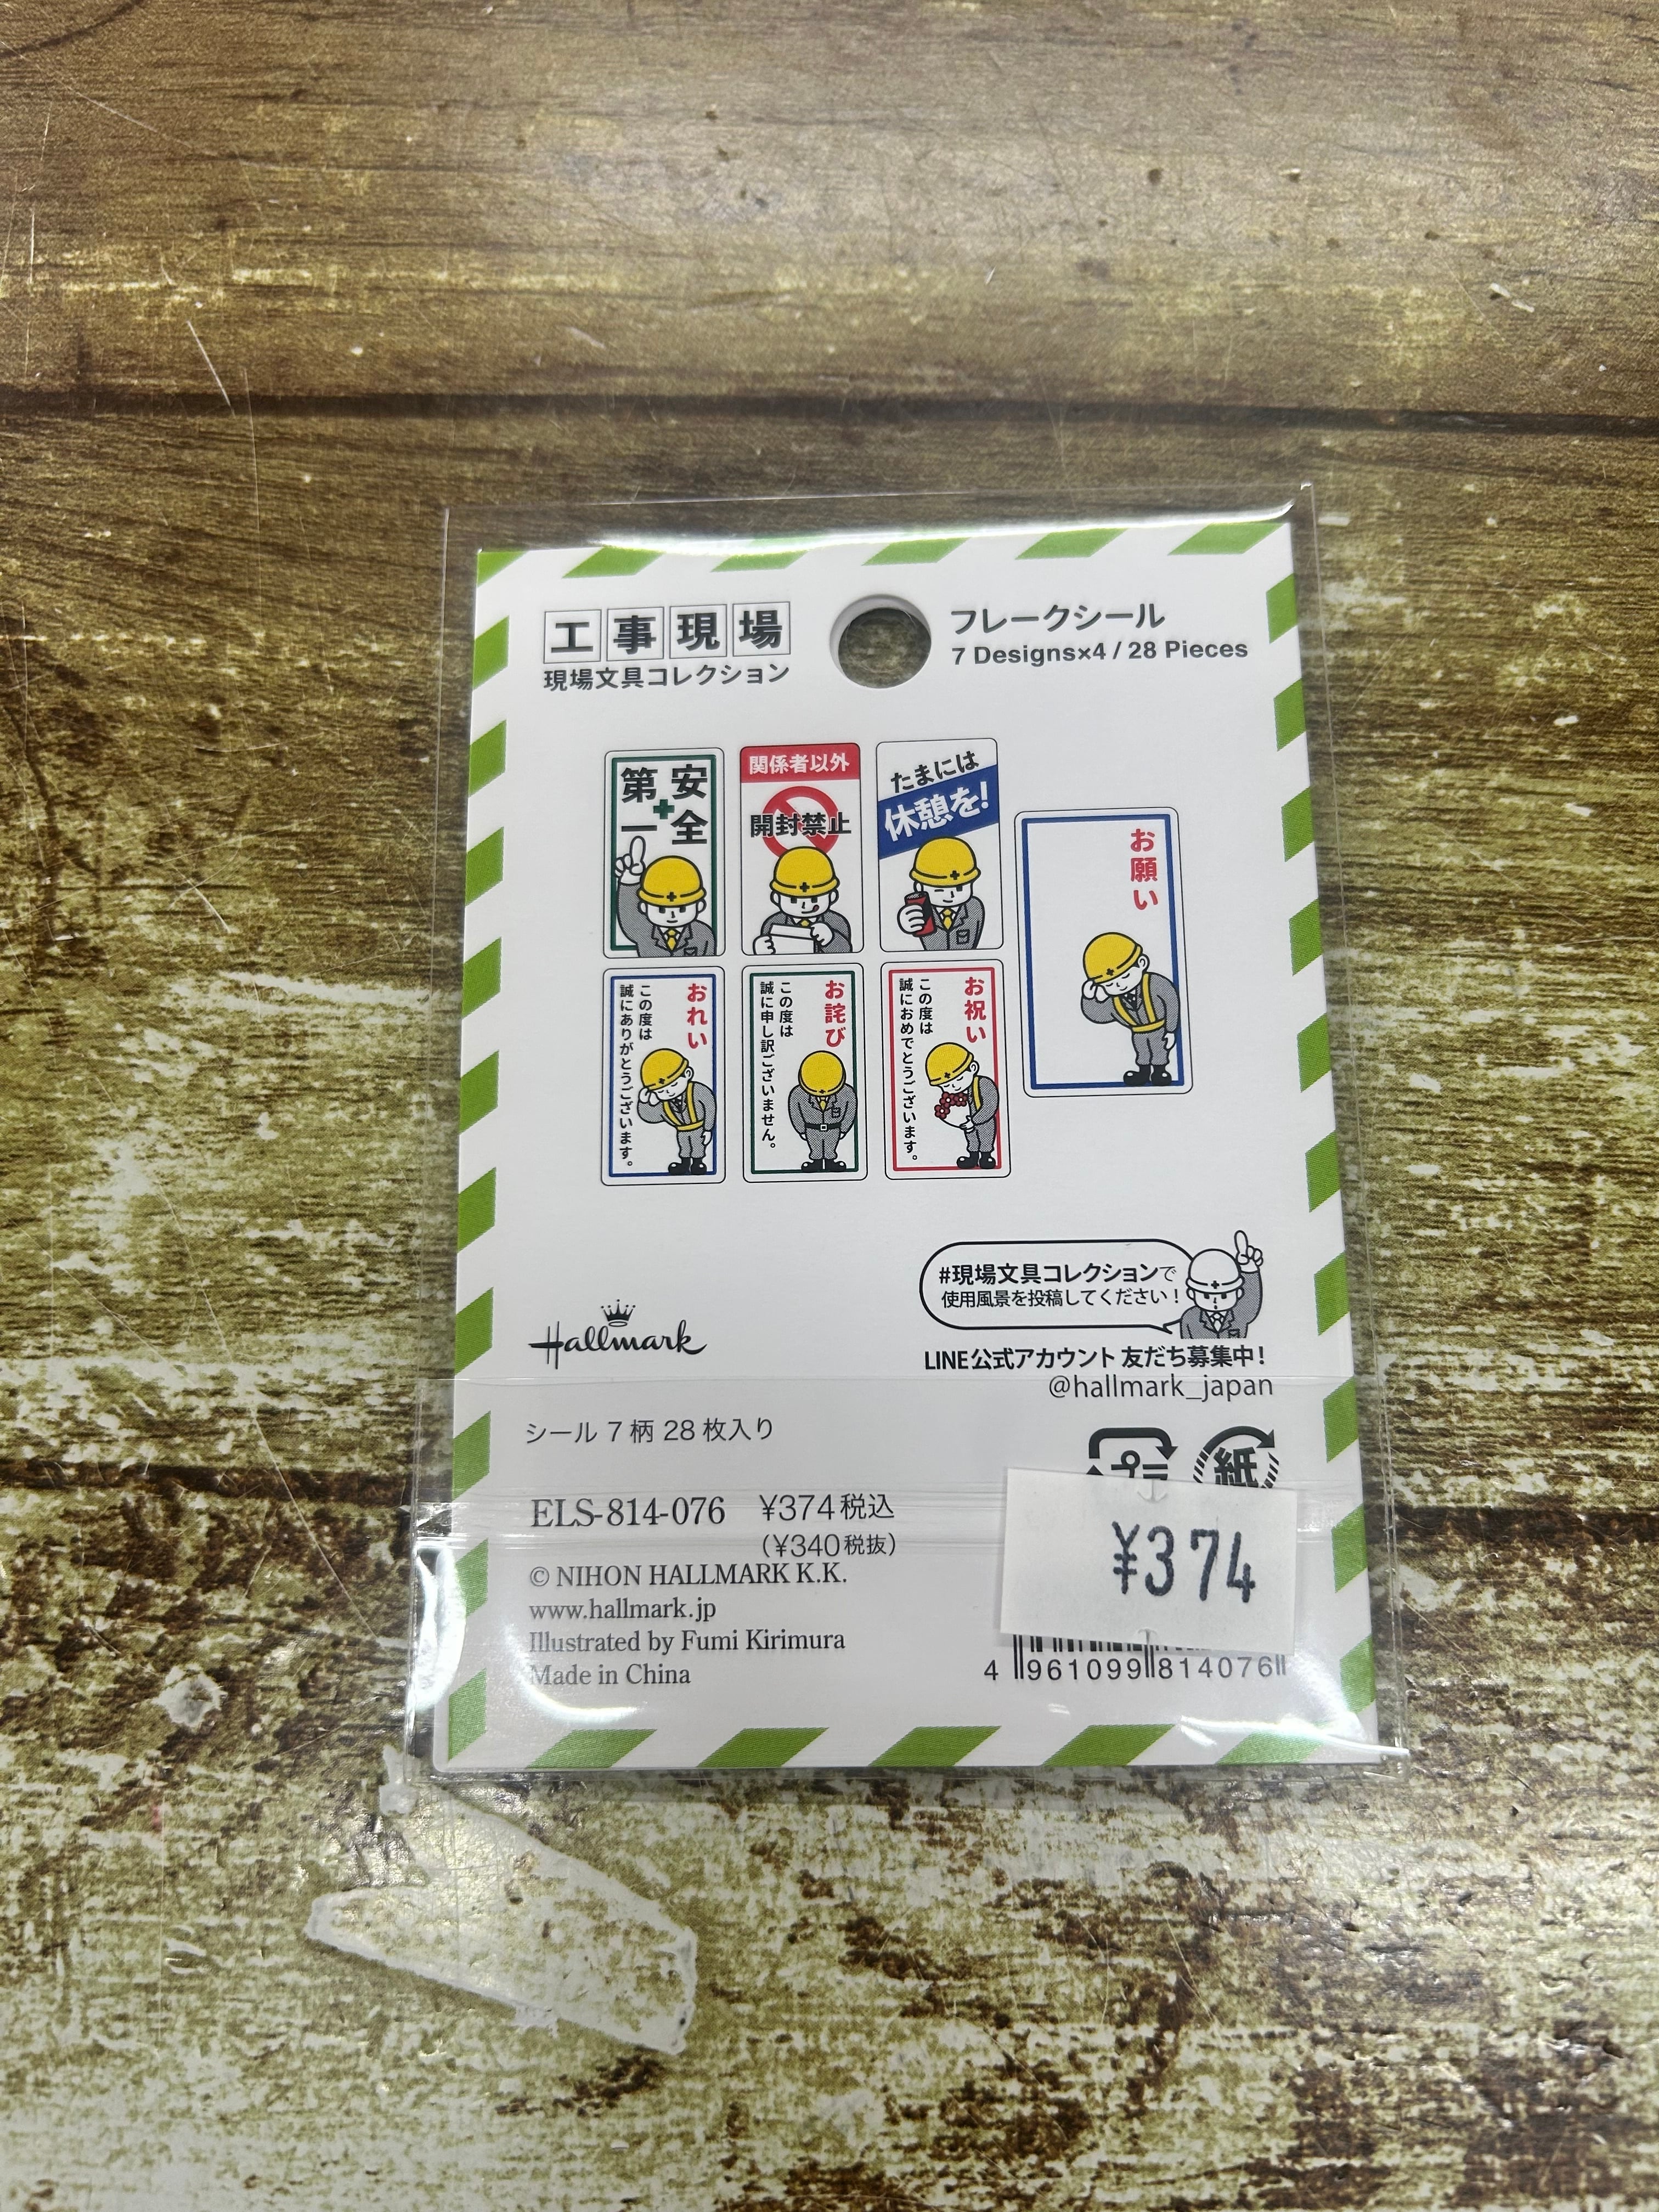 工事現場
現場文具コレクション
フレークシール
7 Designs×4 / 28 Pieces
安全
第一
関係者以外
開封禁止
たまには
休憩を!
お願い
おれい
この度は
誠にありがとうございます。
お詫び
この度は
誠に申し訳ございません。
お祝い
この度は
誠におめでとうございます。
#現場文具コレクションで
使用風景を投稿してください!
Hallmark
LINE公式アカウント 友だち募集中!
@hallmark_japan
シール 7 柄 28 枚入り
紙
ELS-814-076 ¥374税込
(¥340税抜)
¥374
© NIHON HALLMARK K.K.
www.hallmark.jp
Illustrated by Fumi Kirimura
Made in China
4 961099 814076